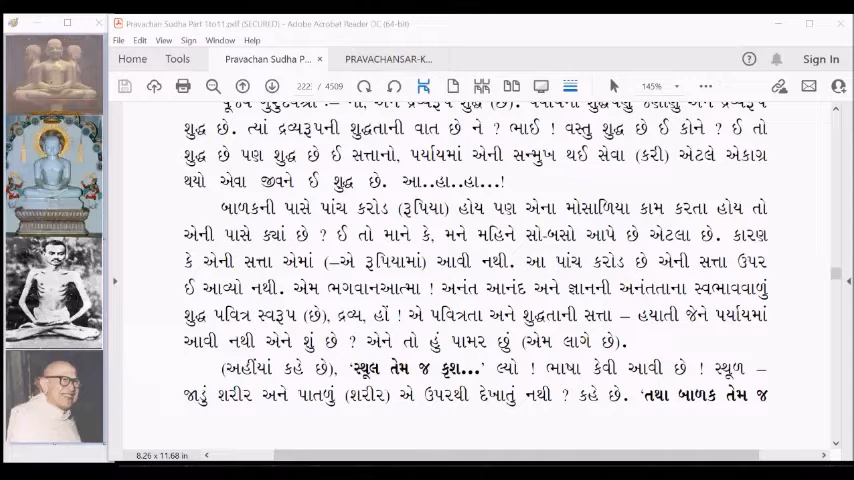 Pravachan Sudha Part 1to11.pdf (SECURED) - Adobe Acrobat Reader DC (64-bit)
File Edit View Sign Window Help
Home Tools Pravachan Sudha P... × PRAVACHANSAR-K... Sign In
222 / 4509 145%
શુદ્ધ છે. ત્યાં દ્રવ્યરૂપની શુદ્ધતાની વાત છે ને ? ભાઈ ! વસ્તુ શુદ્ધ છે ઈ કોને ? ઈ તો
શુદ્ધ છે પણ શુદ્ધ છે ઈ સત્તાનો, પર્યાયમાં એની સન્મુખ થઈ સેવા (કરી) એટલે એકાગ્ર
થયો એવા જીવને ઈ શુદ્ધ છે. આ..હા..હા...!
બાળકની પાસે પાંચ કરોડ (રૂપિયા) હોય પણ એના મોસાળિયા કામ કરતા હોય તો
એની પાસે ક્યાં છે ? ઈ તો માને કે, મને મહિને સો-બસો આપે છે એટલા છે. કારણ
કે એની સત્તા એમાં (–એ રૂપિયામાં) આવી નથી. આ પાંચ કરોડ છે એની સત્તા ઉપર
ઈ આવ્યો નથી. એમ ભગવાનઆત્મા ! અનંત આનંદ અને જ્ઞાનની અનંતતાના સ્વભાવવાળું
શુદ્ધ પવિત્ર સ્વરૂપ (છે), દ્રવ્ય, હોં ! એ પવિત્રતા અને શુદ્ધતાની સત્તા – હયાતી જેને પર્યાયમાં
આવી નથી એને શું છે ? એને તો હું પામર છું (એમ લાગે છે).
(અહીંયાં કહે છે), ‘સ્થૂલ તેમ જ કૃશ...’ લ્યો ! ભાષા કેવી આવી છે ! સ્થૂળ –
જાડું શરીર અને પાતળું (શરીર) એ ઉપરથી દેખાતું નથી ? કહે છે. ‘તથા બાળક તેમ જ
8.26 x 11.68 in